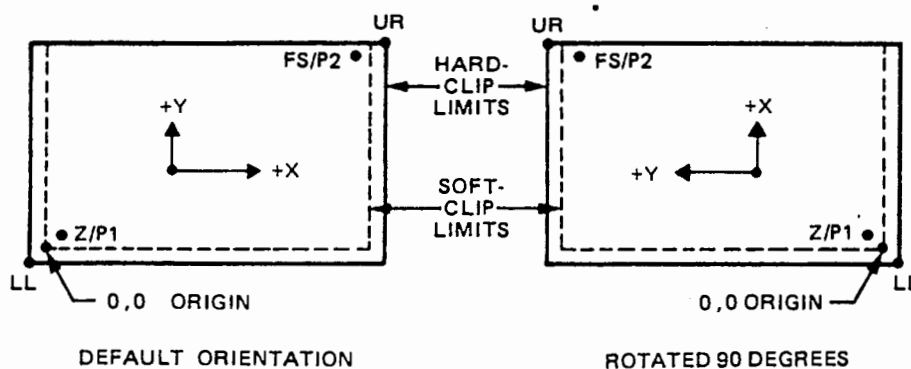 UR
UR
FS/P2
HARD-
CLIP
LIMITS
FS/P2
+Y
+X
+X
+Y
SOFT-
CLIP
LIMITS
Z/P1
Z/P1
LL
0,0 ORIGIN
0,0 ORIGIN
DEFAULT ORIENTATION
ROTATED 90 DEGREES